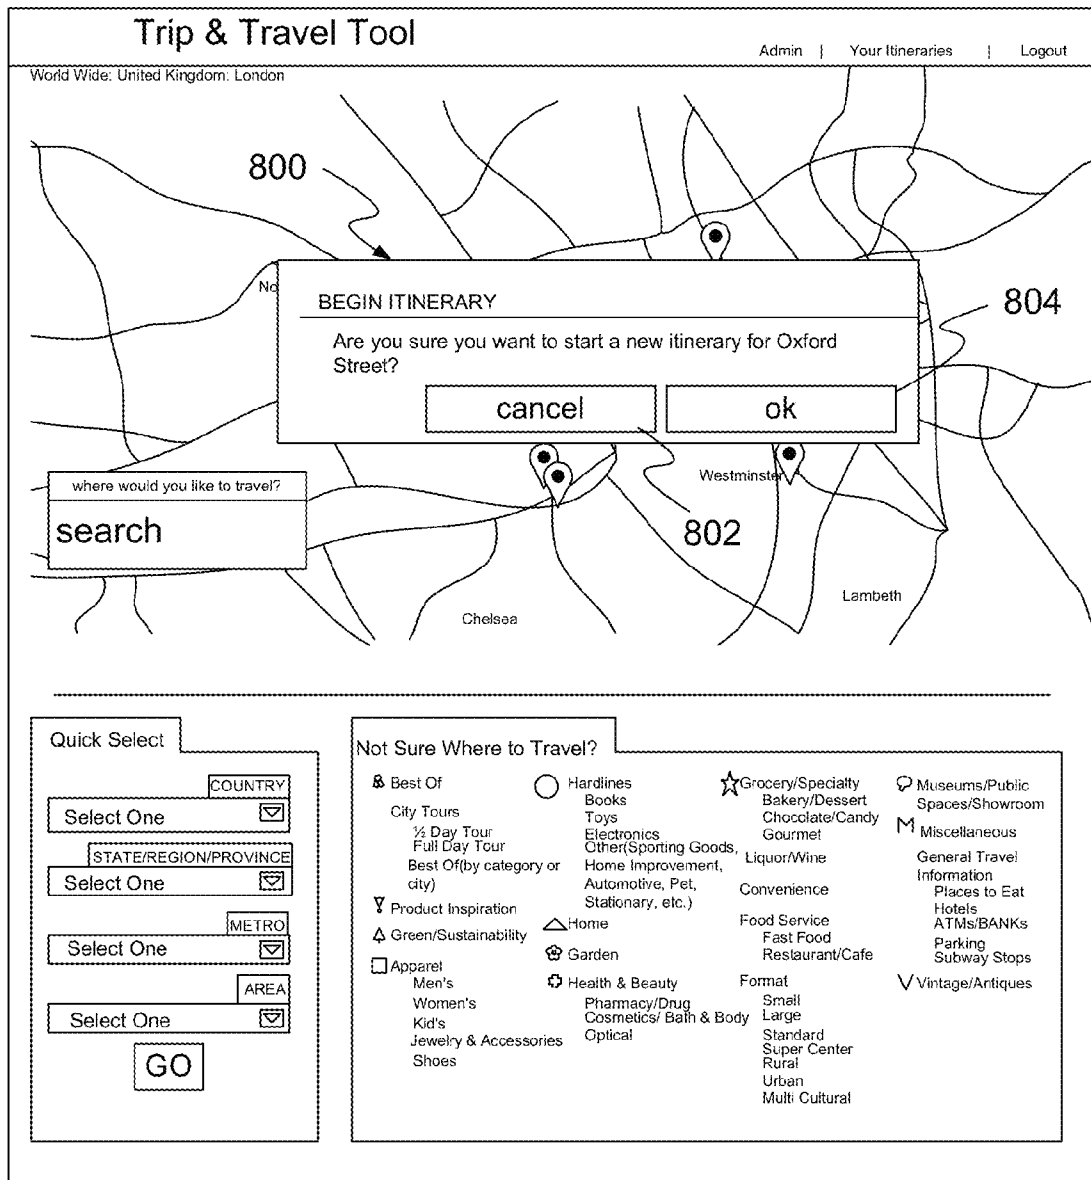 Trip & Travel Tool
Admin | Your Itineraries | Logout
World Wide: United Kingdom: London
800
No
BEGIN ITINERARY
Are you sure you want to start a new itinerary for Oxford
Street?
cancel
ok
804
802
where would you like to travel?
search
Westminster
Lambeth
Chelsea
Quick Select
COUNTRY
Select One
STATE/REGION/PROVINCE
Select One
METRO
Select One
AREA
Select One
GO
Not Sure Where to Travel?
Best Of
City Tours
½ Day Tour
Full Day Tour
Best Of(by category or
city)
Product Inspiration
Green/Sustainability
Apparel
Men's
Women's
Kid's
Jewelry & Accessories
Shoes
Hardlines
Books
Toys
Electronics
Other(Sporting Goods,
Home Improvement,
Automotive, Pet,
Stationary, etc.)
Home
Garden
Health & Beauty
Pharmacy/Drug
Cosmetics/ Bath & Body
Optical
Grocery/Specialty
Bakery/Dessert
Chocolate/Candy
Gourmet
Liquor/Wine
Convenience
Food Service
Fast Food
Restaurant/Cafe
Format
Small
Large
Standard
Super Center
Rural
Urban
Multi Cultural
Museums/Public
Spaces/Showroom
Miscellaneous
General Travel
Information
Places to Eat
Hotels
ATMs/BANKs
Parking
Subway Stops
Vintage/Antiques